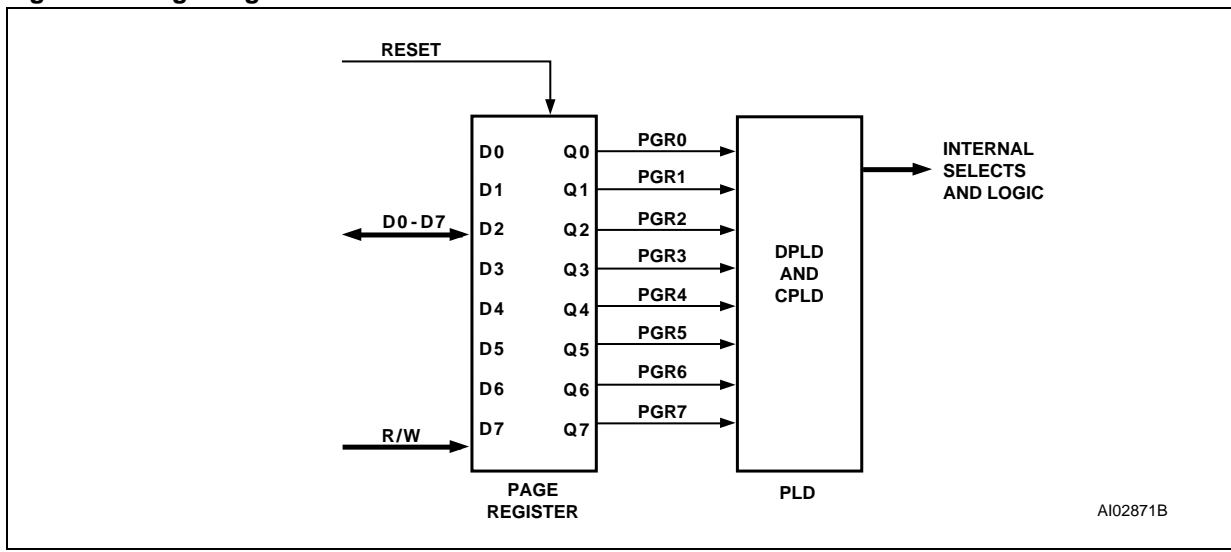 RESET
D0 Q0 PGR0
D1 Q1 PGR1
D0-D7 D2 Q2 PGR2
D3 Q3 PGR3
D4 Q4 PGR4
D5 Q5 PGR5
D6 Q6 PGR6
R/W D7 Q7 PGR7
PAGE
REGISTER
DPLD
AND
CPLD
PLD
INTERNAL
SELECTS
AND LOGIC
AI02871B